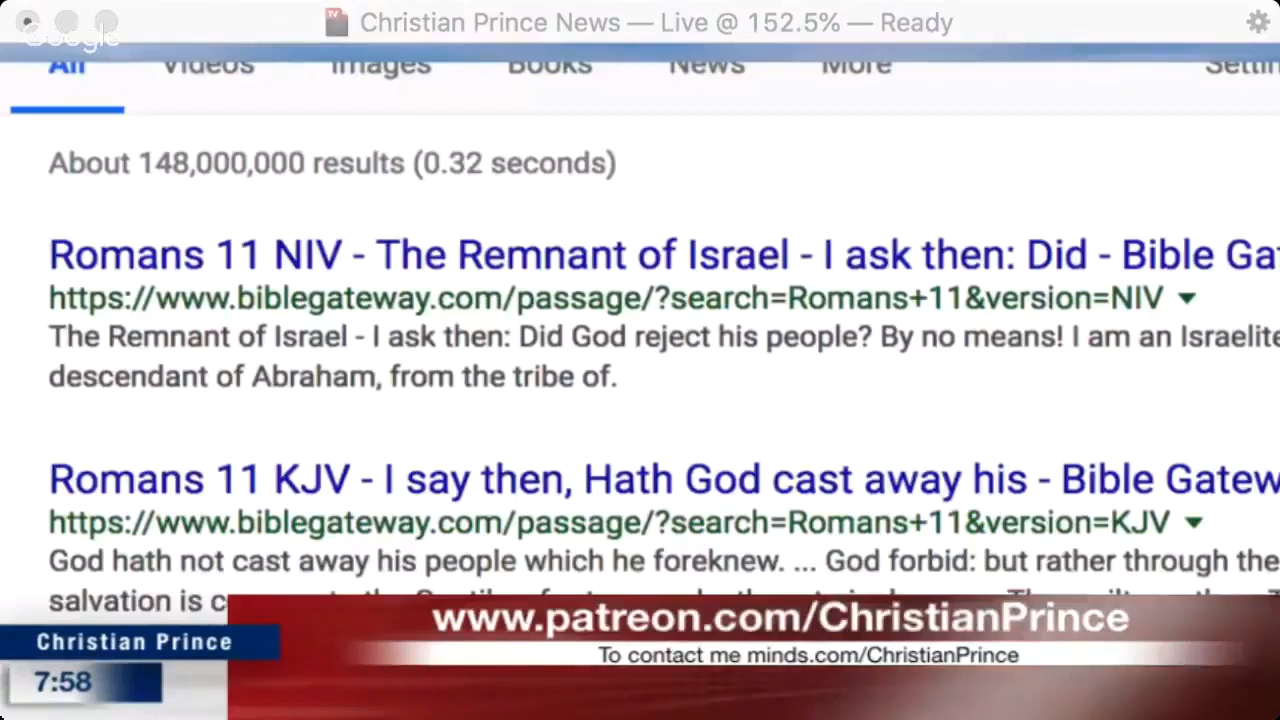 Christian Prince News — Live @ 152.5% — Ready
Google
All Videos Images Books News More
About 148,000,000 results (0.32 seconds)
Romans 11 NIV - The Remnant of Israel - I ask then: Did - Bible
https://www.biblegateway.com/passage/?search=Romans+11&version=NIV
The Remnant of Israel - I ask then: Did God reject his people? By no means! I am an Israelite
descendant of Abraham, from the tribe of.
Romans 11 KJV - I say then, Hath God cast away his - Bible
https://www.biblegateway.com/passage/?search=Romans+11&version=KJV
God hath not cast away his people which he foreknew. ... God forbid: but rather through the
salvation is
www.patreon.com/ChristianPrince
Christian Prince
To contact me minds.com/ChristianPrince
7:58